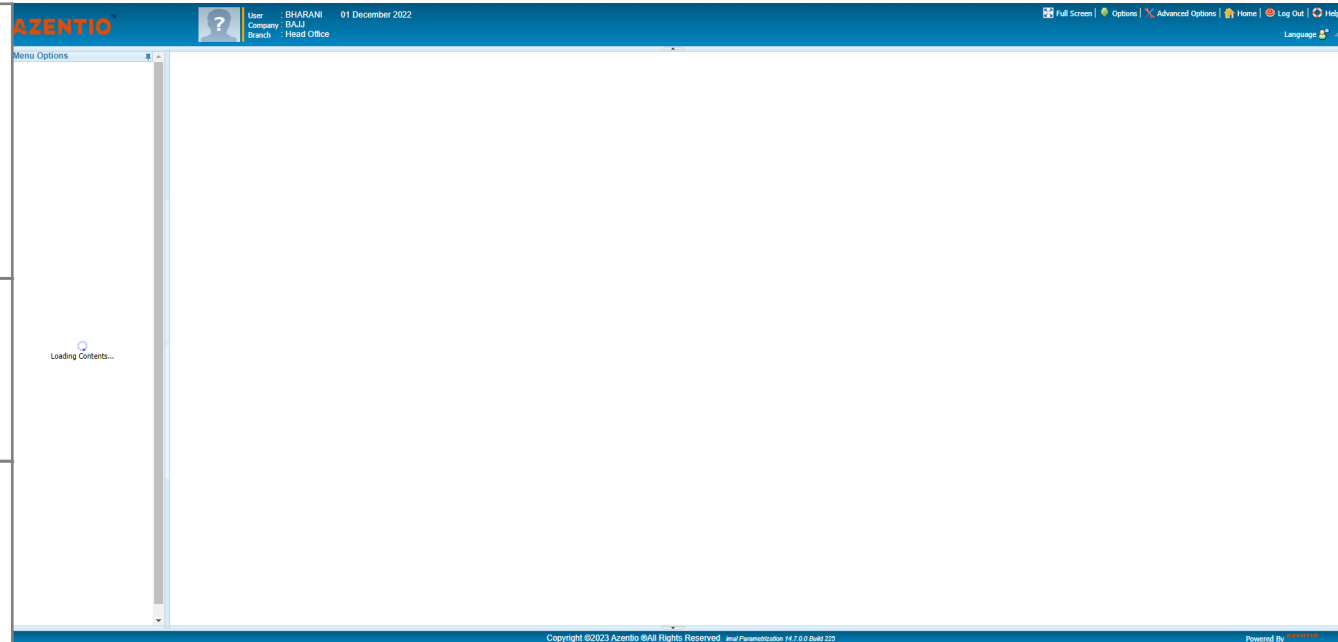 AZENTIO
User : BHARANI 01 December 2022
Company : BAJJ
Branch : Head Office
Full Screen | Options | Advanced Options | Home | Log Out | Help
Language
Menu Options
Loading Contents...
Copyright ©2023 Azentio ®All Rights Reserved imal Parametrization 14.7.0.0 Build 225
Powered By AZENTIO